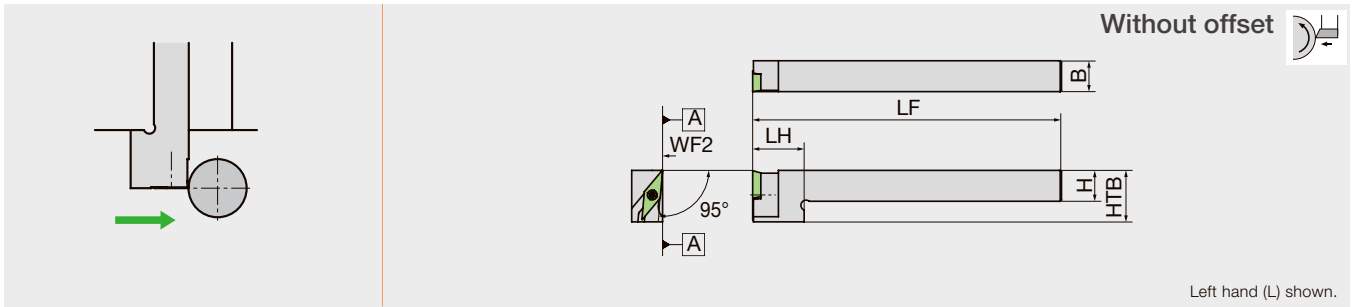 Without offset
B
LF
A
LH
WF2
H
HTB
95°
A
Left hand (L) shown.